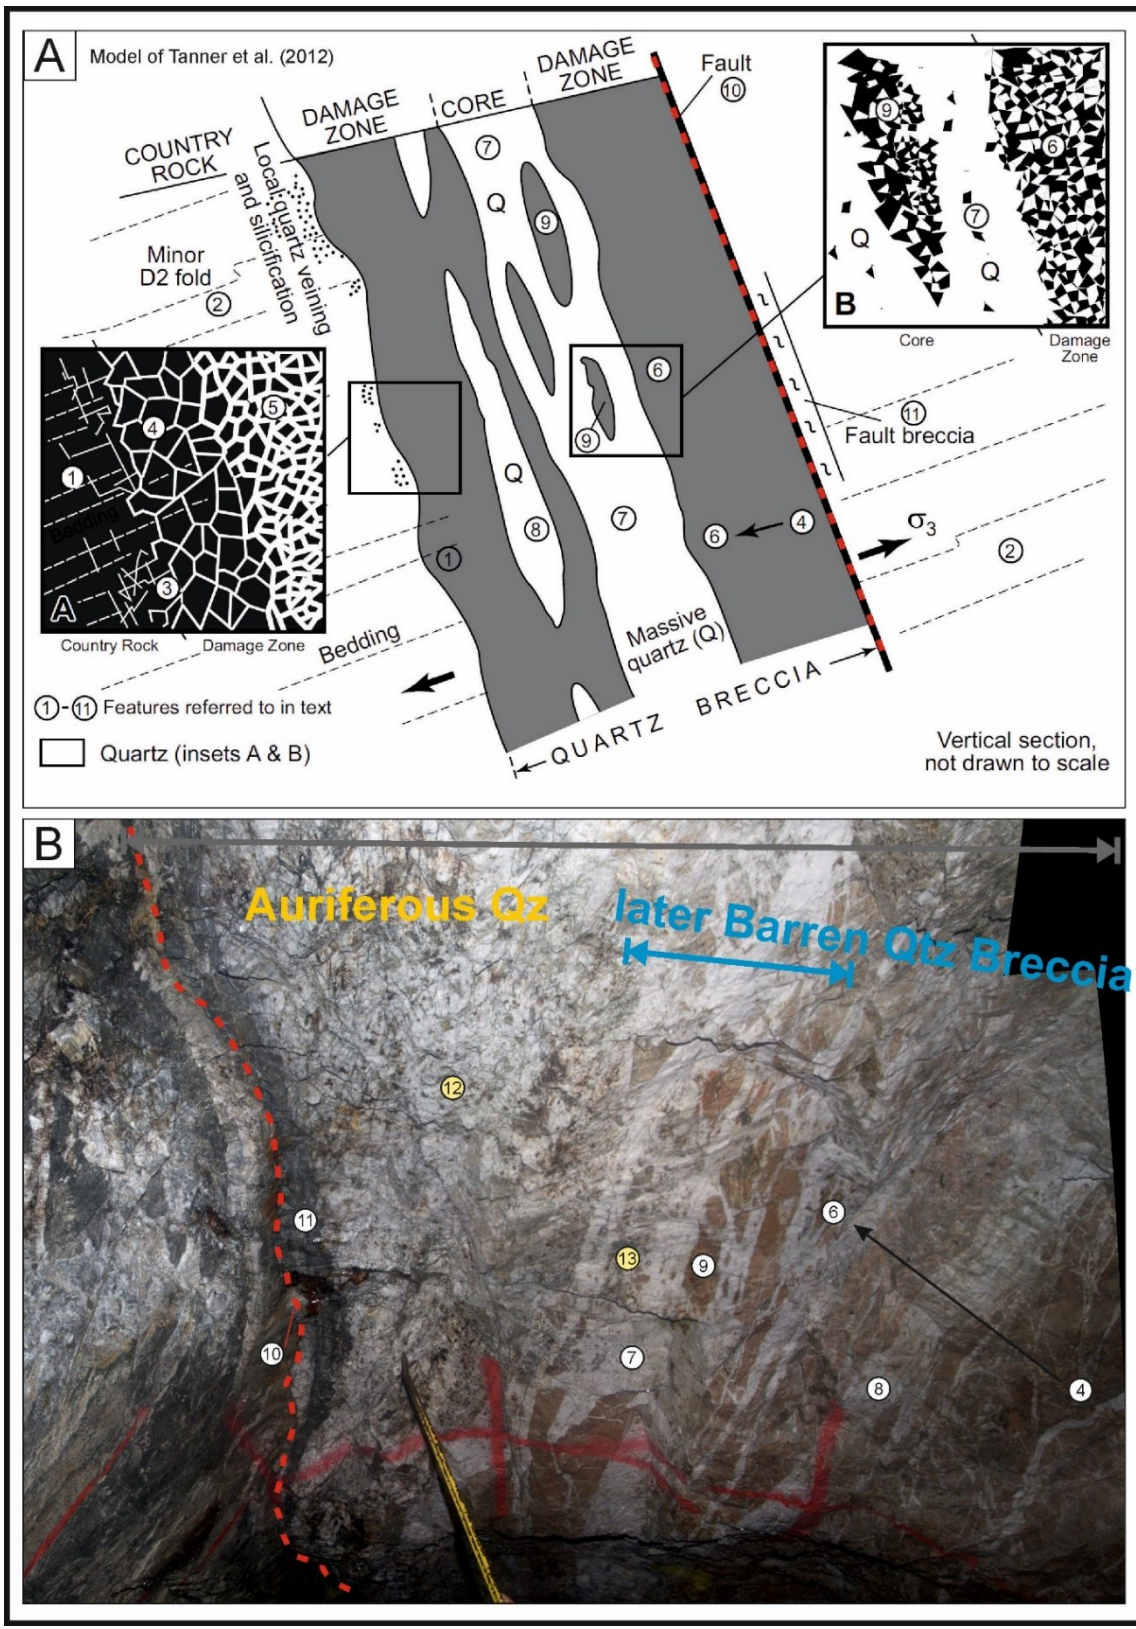 A
Model of Tanner et al. (2012)
DAMAGE
ZONE
CORE
DAMAGE
ZONE
Fault
10
COUNTRY
ROCK
Local quartz veining
and silicification
Minor
D2 fold
2
7
Q
9
9
6
7
Q
Q
B
Core
Damage
Zone
6
9
11
Fault breccia
4
5
1
Bedding
3
A
Country Rock
Damage Zone
Q
8
7
1
6
4
σ3
2
Bedding
Massive
quartz (Q)
QUARTZ BRECCIA
1 - 11 Features referred to in text
Quartz (insets A & B)
Vertical section,
not drawn to scale
B
Auriferous Qz
later Barren Qtz Breccia
12
11
6
13
9
10
7
8
4